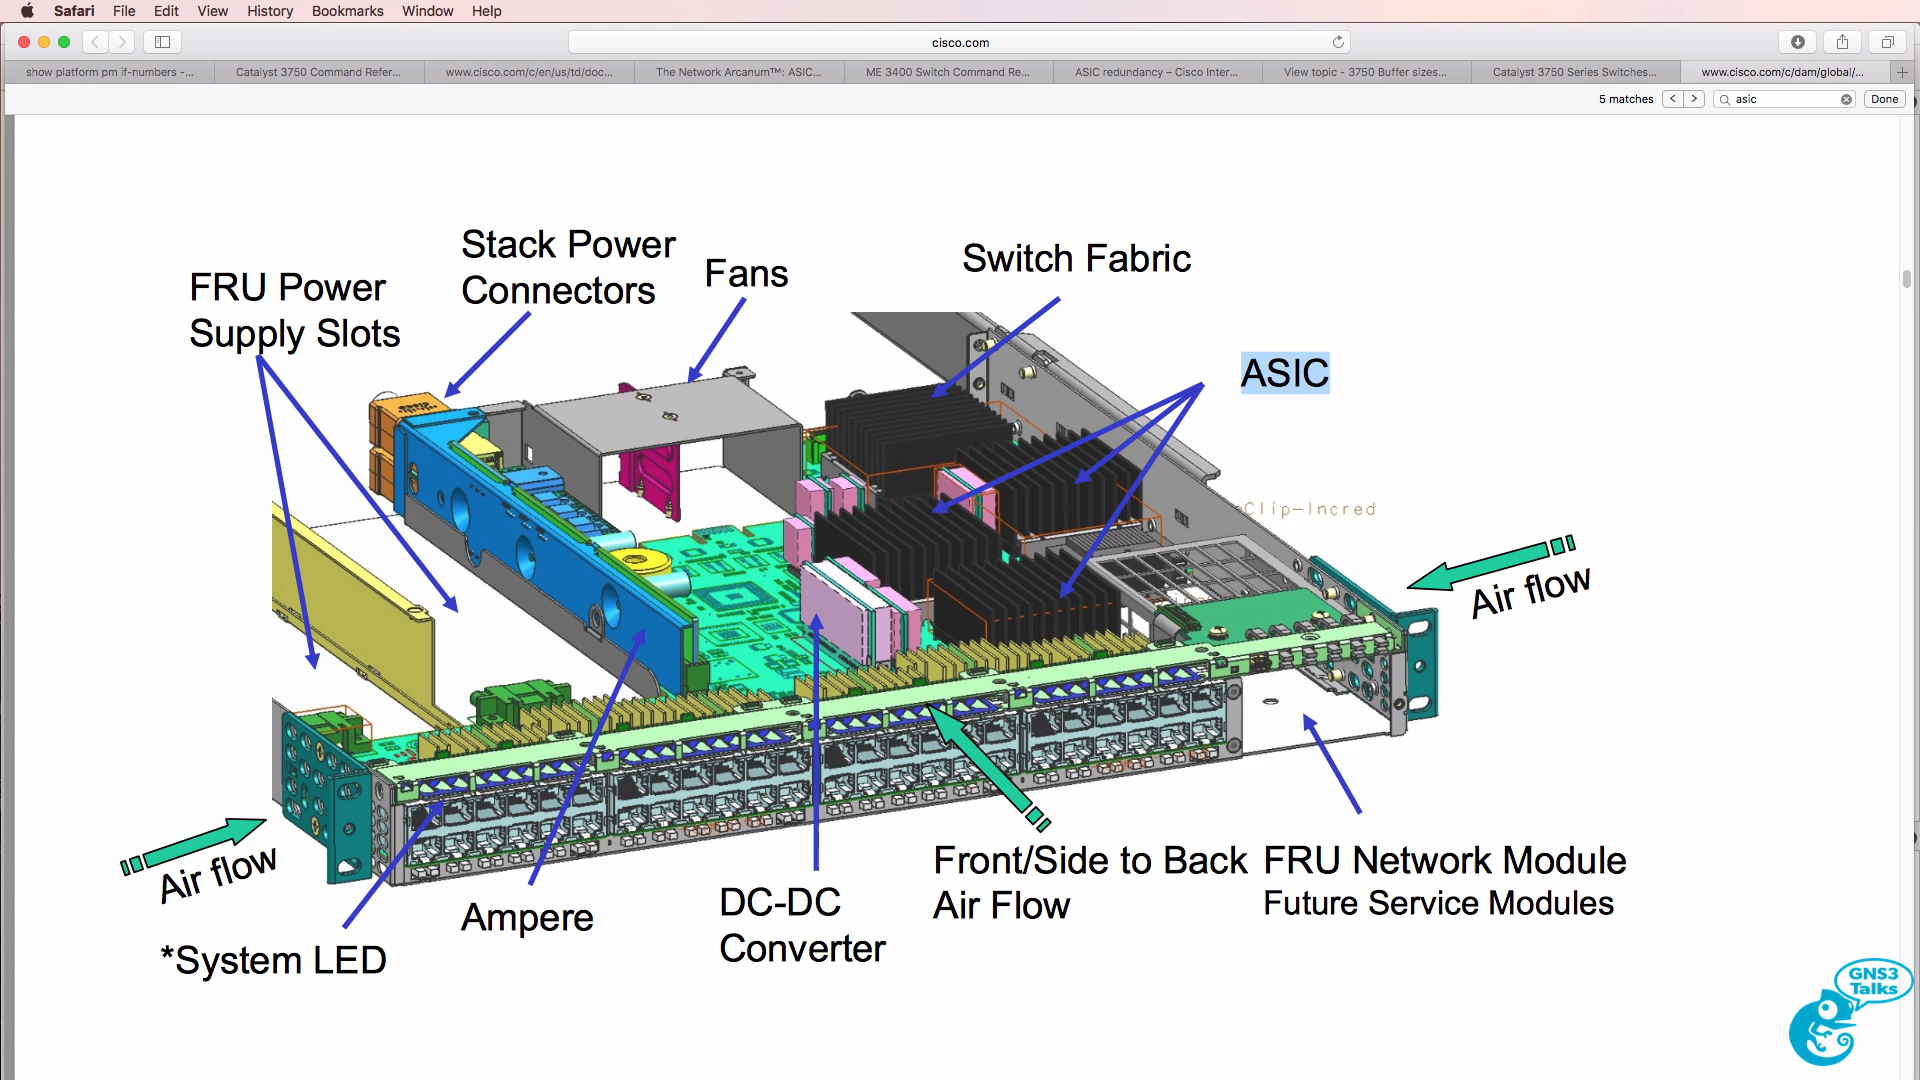 Safari File Edit View History Bookmarks Window Help
cisco.com
show platform pm if-numbers -...
Catalyst 3750 Command Refer...
www.cisco.com/c/en/us/td/doc...
The Network Arcanum™: ASIC...
ME 3400 Switch Command Re...
ASIC redundancy – Cisco Inter...
View topic - 3750 Buffer sizes...
Catalyst 3750 Series Switches...
www.cisco.com/c/dam/global/...
5 matches
asic
Done
Stack Power
Connectors
Fans
Switch Fabric
FRU Power
Supply Slots
ASIC
Clip-Incred
Air flow
Air flow
*System LED
Ampere
DC-DC
Converter
Front/Side to Back
Air Flow
FRU Network Module
Future Service Modules
GNS3
Talks